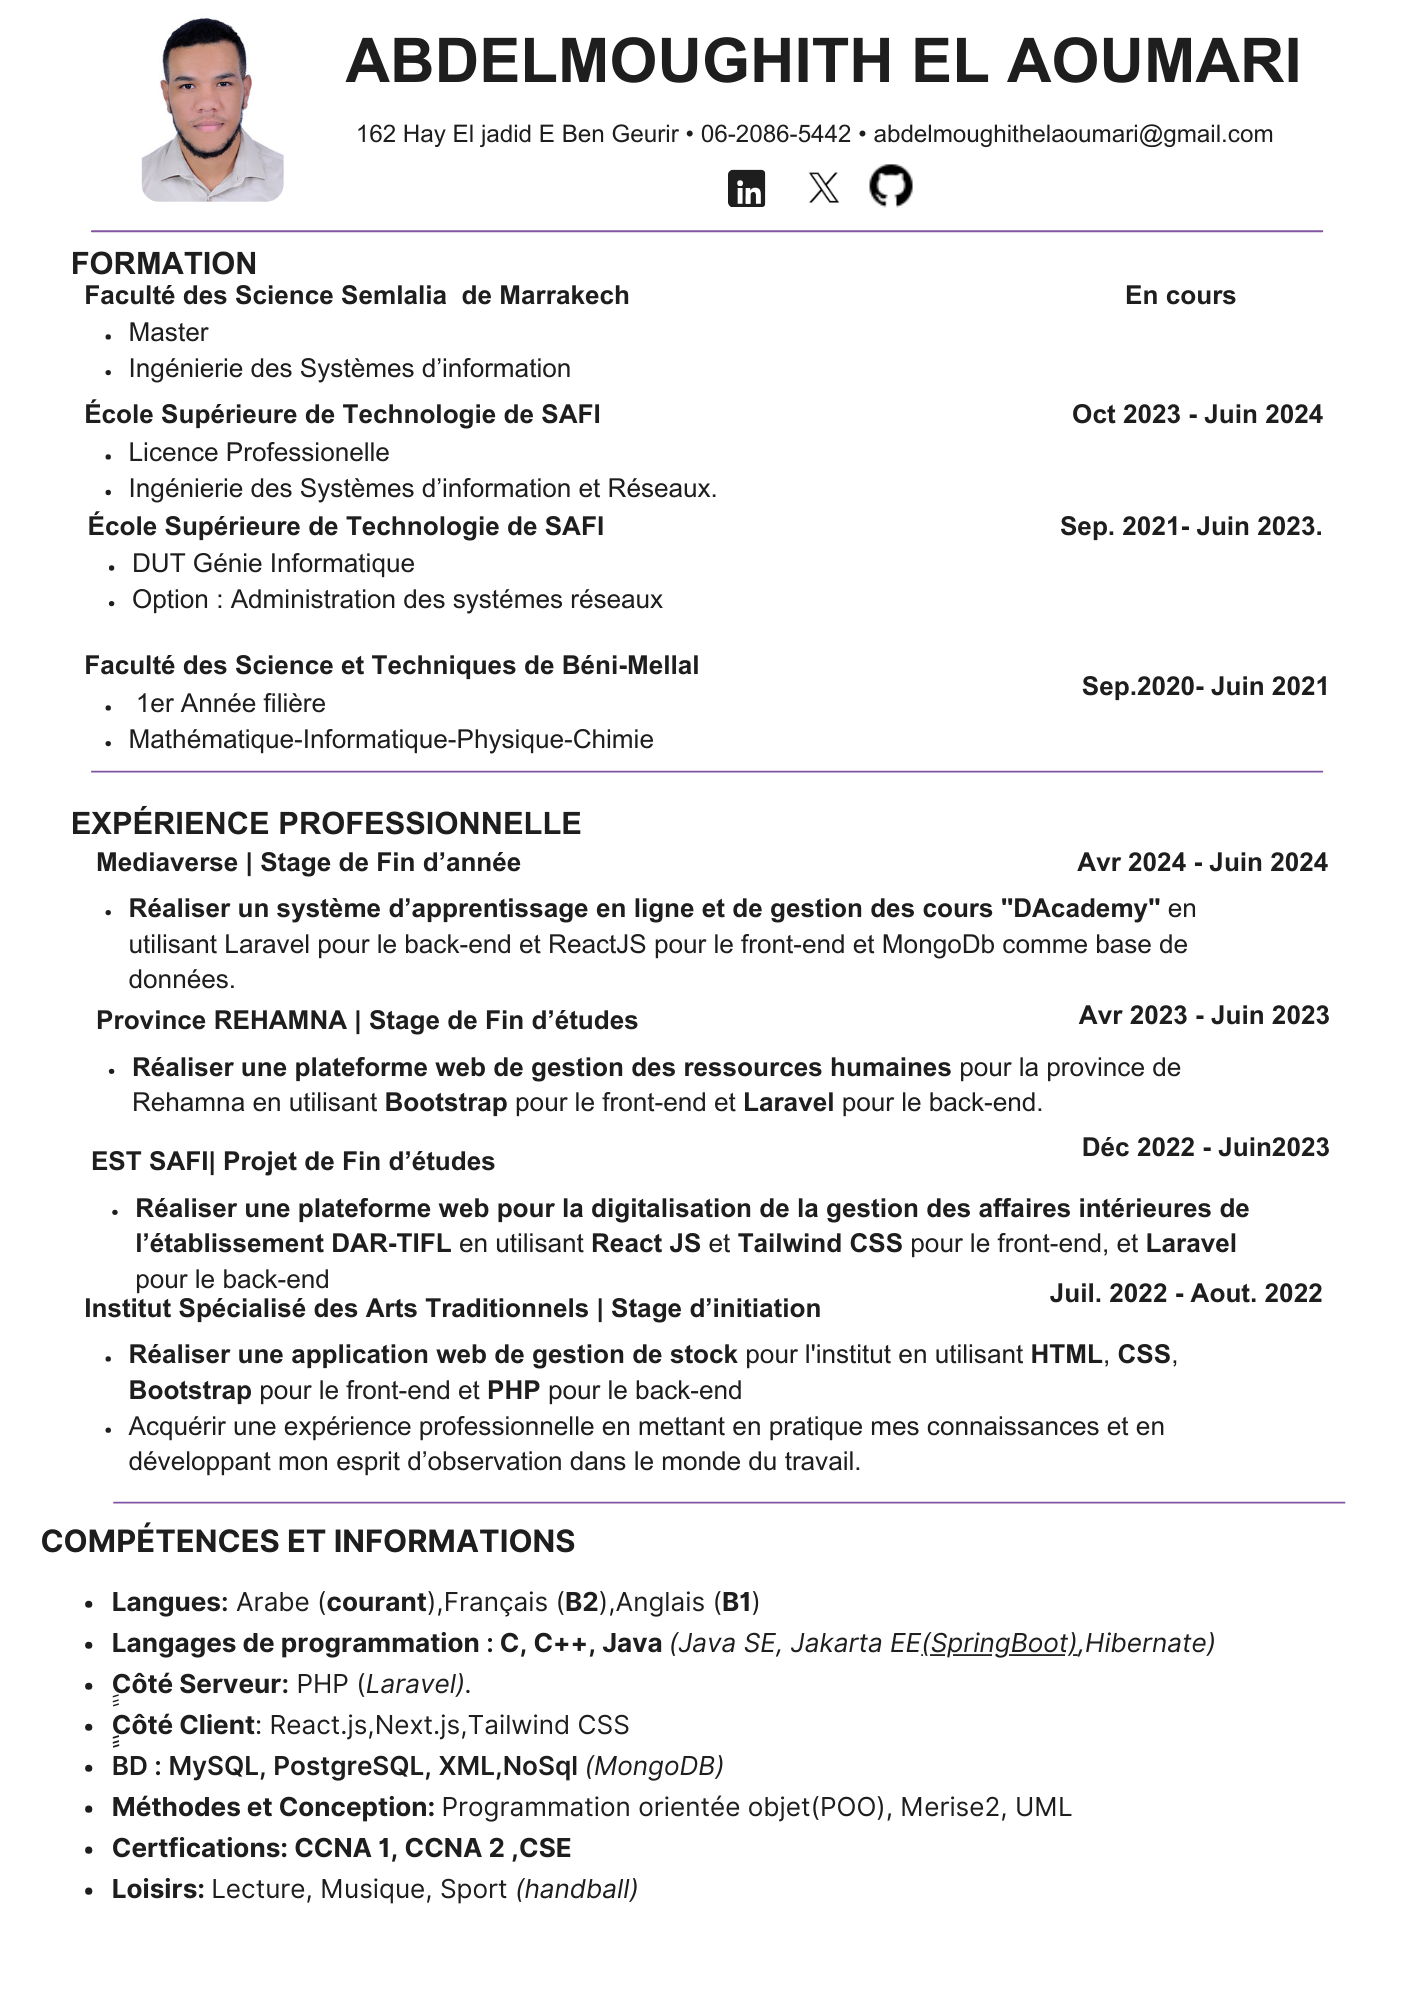 ABDELMOUGHITH EL AOUMARI
162 Hay El jadid E Ben Geurir • 06-2086-5442 • abdelmoughithelaoumari@gmail.com
in
FORMATION
Faculté des Science Semlalia de Marrakech En cours
• Master
• Ingénierie des Systèmes d’information
École Supérieure de Technologie de SAFI Oct 2023 - Juin 2024
• Licence Professionelle
• Ingénierie des Systèmes d’information et Réseaux.
École Supérieure de Technologie de SAFI Sep. 2021- Juin 2023.
• DUT Génie Informatique
• Option : Administration des systémes réseaux
Faculté des Science et Techniques de Béni-Mellal
Sep.2020- Juin 2021
• 1er Année filière
• Mathématique-Informatique-Physique-Chimie
EXPÉRIENCE PROFESSIONNELLE
Mediaverse | Stage de Fin d’année Avr 2024 - Juin 2024
• Réaliser un système d’apprentissage en ligne et de gestion des cours "DAcademy" en
utilisant Laravel pour le back-end et ReactJS pour le front-end et MongoDb comme base de
données.
Province REHAMNA | Stage de Fin d’études Avr 2023 - Juin 2023
• Réaliser une plateforme web de gestion des ressources humaines pour la province de
Rehamna en utilisant Bootstrap pour le front-end et Laravel pour le back-end.
EST SAFI| Projet de Fin d’études Déc 2022 - Juin2023
• Réaliser une plateforme web pour la digitalisation de la gestion des affaires intérieures de
l’établissement DAR-TIFL en utilisant React JS et Tailwind CSS pour le front-end, et Laravel
pour le back-end
Institut Spécialisé des Arts Traditionnels | Stage d’initiation Juil. 2022 - Aout. 2022
• Réaliser une application web de gestion de stock pour l'institut en utilisant HTML, CSS,
Bootstrap pour le front-end et PHP pour le back-end
• Acquérir une expérience professionnelle en mettant en pratique mes connaissances et en
développant mon esprit d’observation dans le monde du travail.
COMPÉTENCES ET INFORMATIONS
• Langues: Arabe (courant),Français (B2),Anglais (B1)
• Langages de programmation : C, C++, Java (Java SE, Jakarta EE(SpringBoot),Hibernate)
• Côté Serveur: PHP (Laravel).
• Côté Client: React.js,Next.js,Tailwind CSS
• BD : MySQL, PostgreSQL, XML,NoSql (MongoDB)
• Méthodes et Conception: Programmation orientée objet(POO), Merise2, UML
• Certfications: CCNA 1, CCNA 2 ,CSE
• Loisirs: Lecture, Musique, Sport (handball)